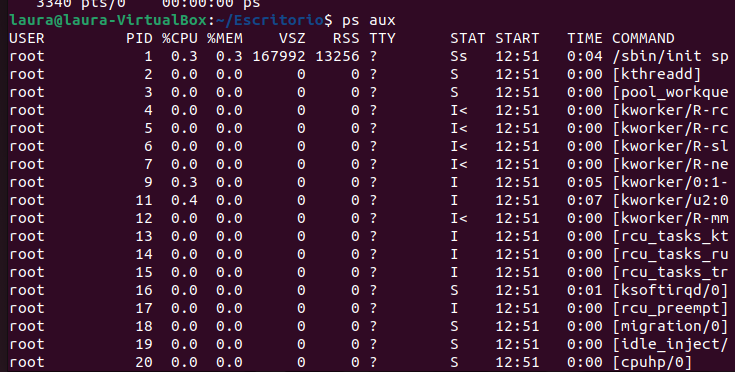 3340 pts/0    00:00:00 ps
laura@laura-VirtualBox:~/Escritorio$ ps aux
USER         PID %CPU %MEM    VSZ   RSS TTY      STAT START   TIME COMMAND
root           1  0.3  0.3 167992 13256 ?        Ss   12:51   0:04 /sbin/init sp
root           2  0.0  0.0      0     0 ?        S    12:51   0:00 [kthreadd]
root           3  0.0  0.0      0     0 ?        S    12:51   0:00 [pool_workque
root           4  0.0  0.0      0     0 ?        I<   12:51   0:00 [kworker/R-rc
root           5  0.0  0.0      0     0 ?        I<   12:51   0:00 [kworker/R-rc
root           6  0.0  0.0      0     0 ?        I<   12:51   0:00 [kworker/R-sl
root           7  0.0  0.0      0     0 ?        I<   12:51   0:00 [kworker/R-ne
root           9  0.3  0.0      0     0 ?        I    12:51   0:05 [kworker/0:1-
root          11  0.4  0.0      0     0 ?        I    12:51   0:07 [kworker/u2:0
root          12  0.0  0.0      0     0 ?        I<   12:51   0:00 [kworker/R-mm
root          13  0.0  0.0      0     0 ?        I    12:51   0:00 [rcu_tasks_kt
root          14  0.0  0.0      0     0 ?        I    12:51   0:00 [rcu_tasks_ru
root          15  0.0  0.0      0     0 ?        I    12:51   0:00 [rcu_tasks_tr
root          16  0.0  0.0      0     0 ?        S    12:51   0:01 [ksoftirqd/0]
root          17  0.0  0.0      0     0 ?        I    12:51   0:00 [rcu_preempt]
root          18  0.0  0.0      0     0 ?        S    12:51   0:00 [migration/0]
root          19  0.0  0.0      0     0 ?        S    12:51   0:00 [idle_inject/
root          20  0.0  0.0      0     0 ?        S    12:51   0:00 [cpuhp/0]